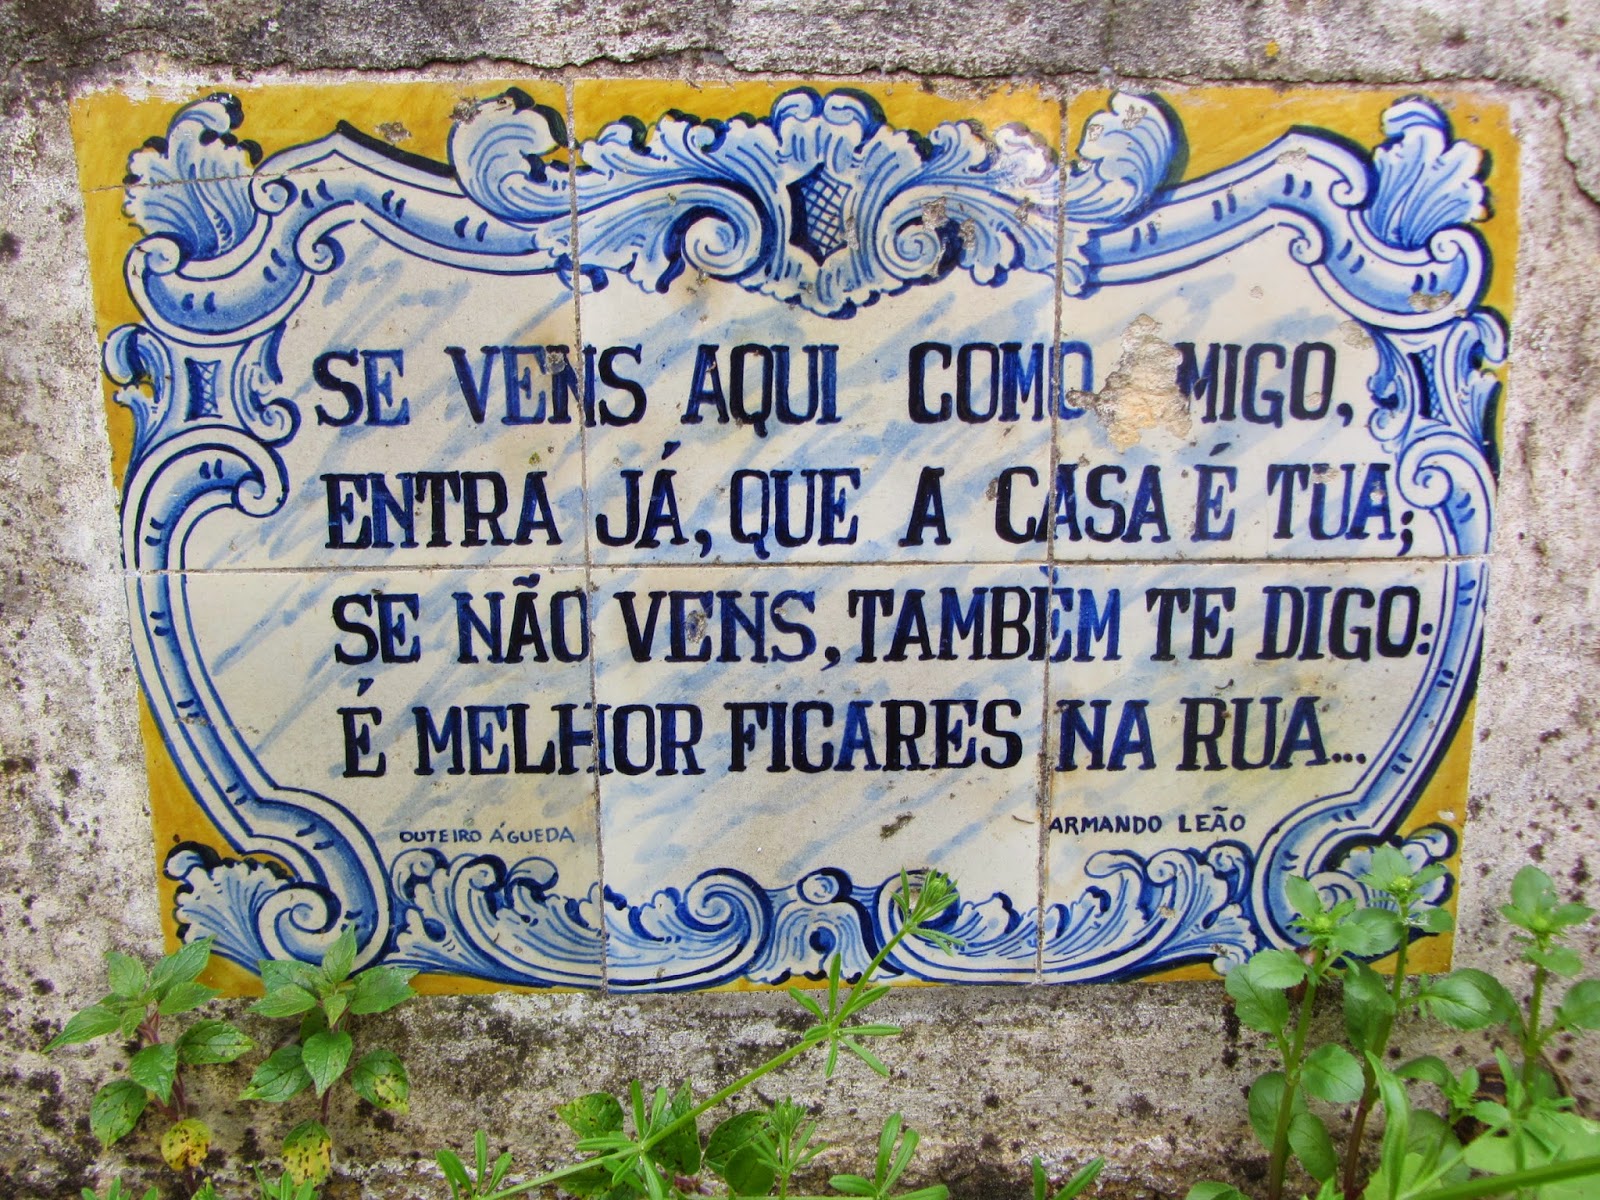 SE VENS AQUI COMO AMIGO,
ENTRA JÁ, QUE A CASA É TUA;
SE NÃO VENS, TAMBÉM TE DIGO:
É MELHOR FICARES NA RUA...
OUTEIRO ÁGUEDA
ARMANDO LEÃO